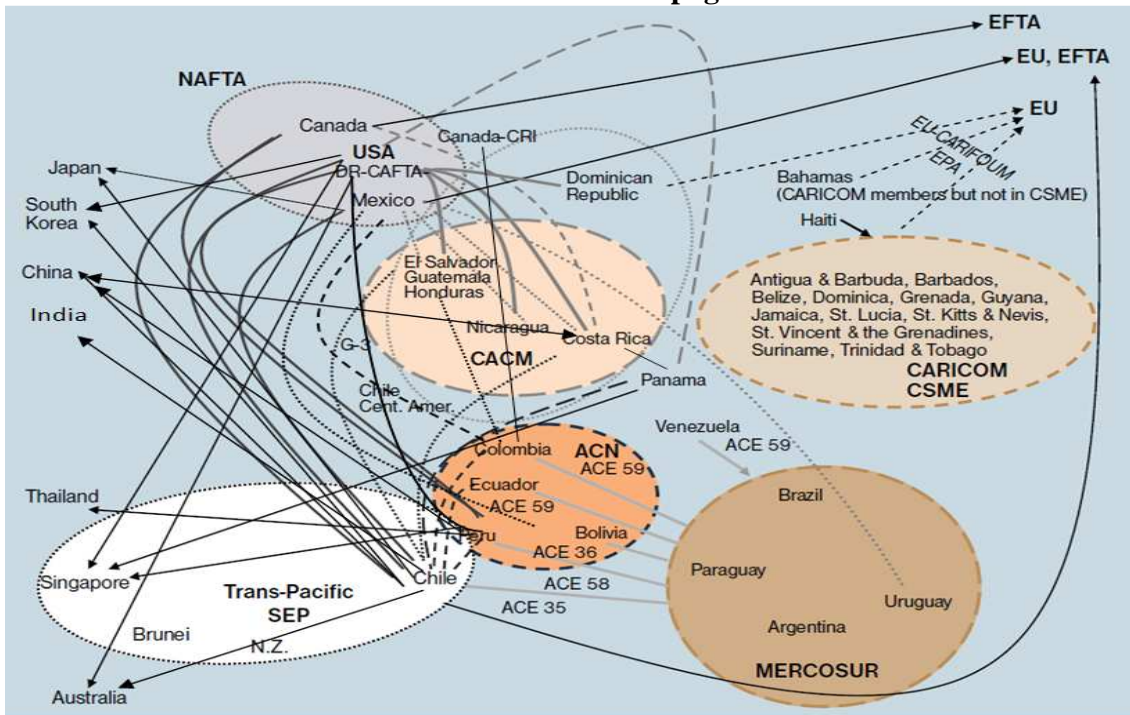 EFTA
EU, EFTA
NAFTA
EU
Canada
Canada-CRI
USA
EU-CARIFOUM
EPA
Japan
DR-CAFTA
Dominican
Republic
Bahamas
(CARICOM members but not in CSME)
Mexico
South
Korea
Haiti
El Salvador
Guatemala
Honduras
China
Antigua & Barbuda, Barbados,
Belize, Dominica, Grenada, Guyana,
Jamaica, St. Lucia, St. Kitts & Nevis,
St. Vincent & the Grenadines,
Suriname, Trinidad & Tobago
CARICOM
CSME
India
Nicaragua
Costa Rica
G-3
CACM
Panama
Chile
Cent. Amer.
Venezuela
ACE 59
Colombia
ACN
ACE 59
Ecuador
ACE 59
Brazil
Thailand
Peru
Bolivia
ACE 36
Paraguay
Singapore
Chile
ACE 58
Trans-Pacific
SEP
ACE 35
Uruguay
Brunei
N.Z.
Argentina
MERCOSUR
Australia